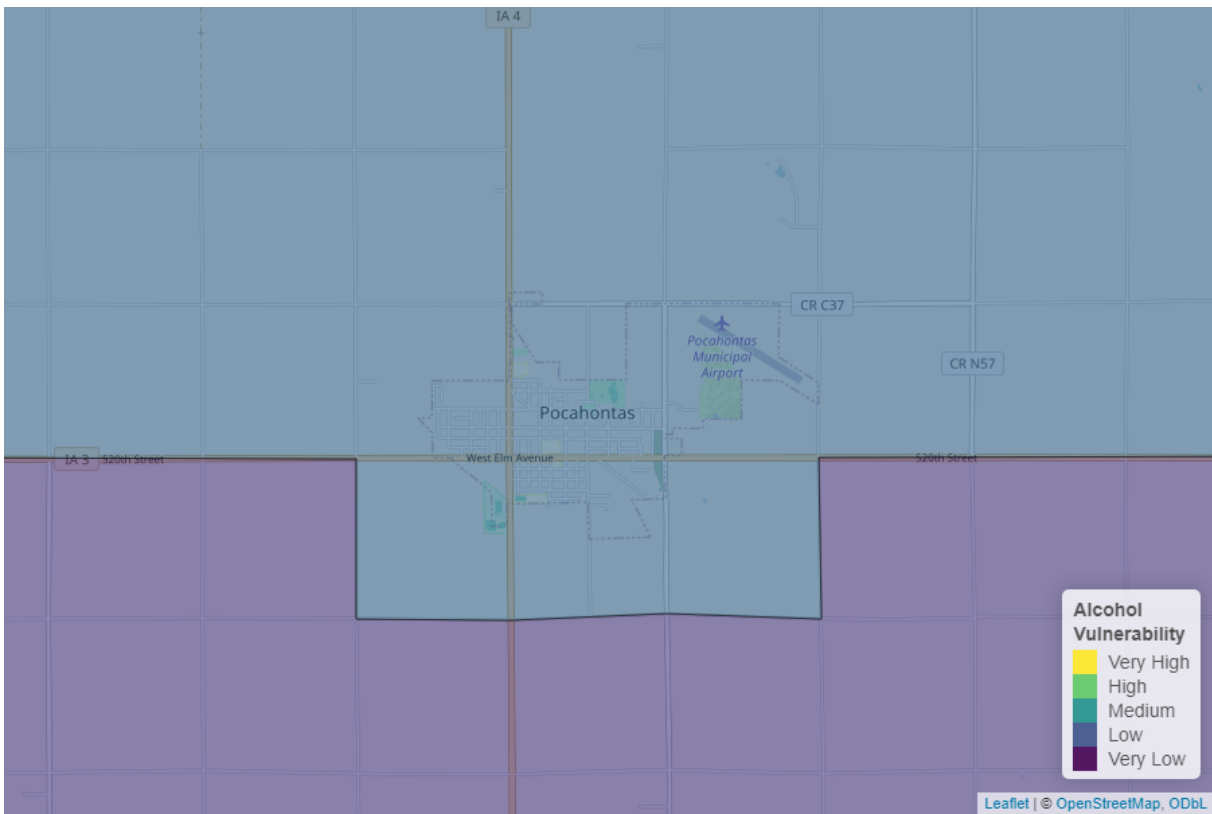 IA 4
CR C37
Pocahontas
Municipal
Airport
CR N57
Pocahontas
IA 3
520th Street
West Elm Avenue
520th Street
Alcohol
Vulnerability
Very High
High
Medium
Low
Very Low
Leaflet | © OpenStreetMap, ODbL